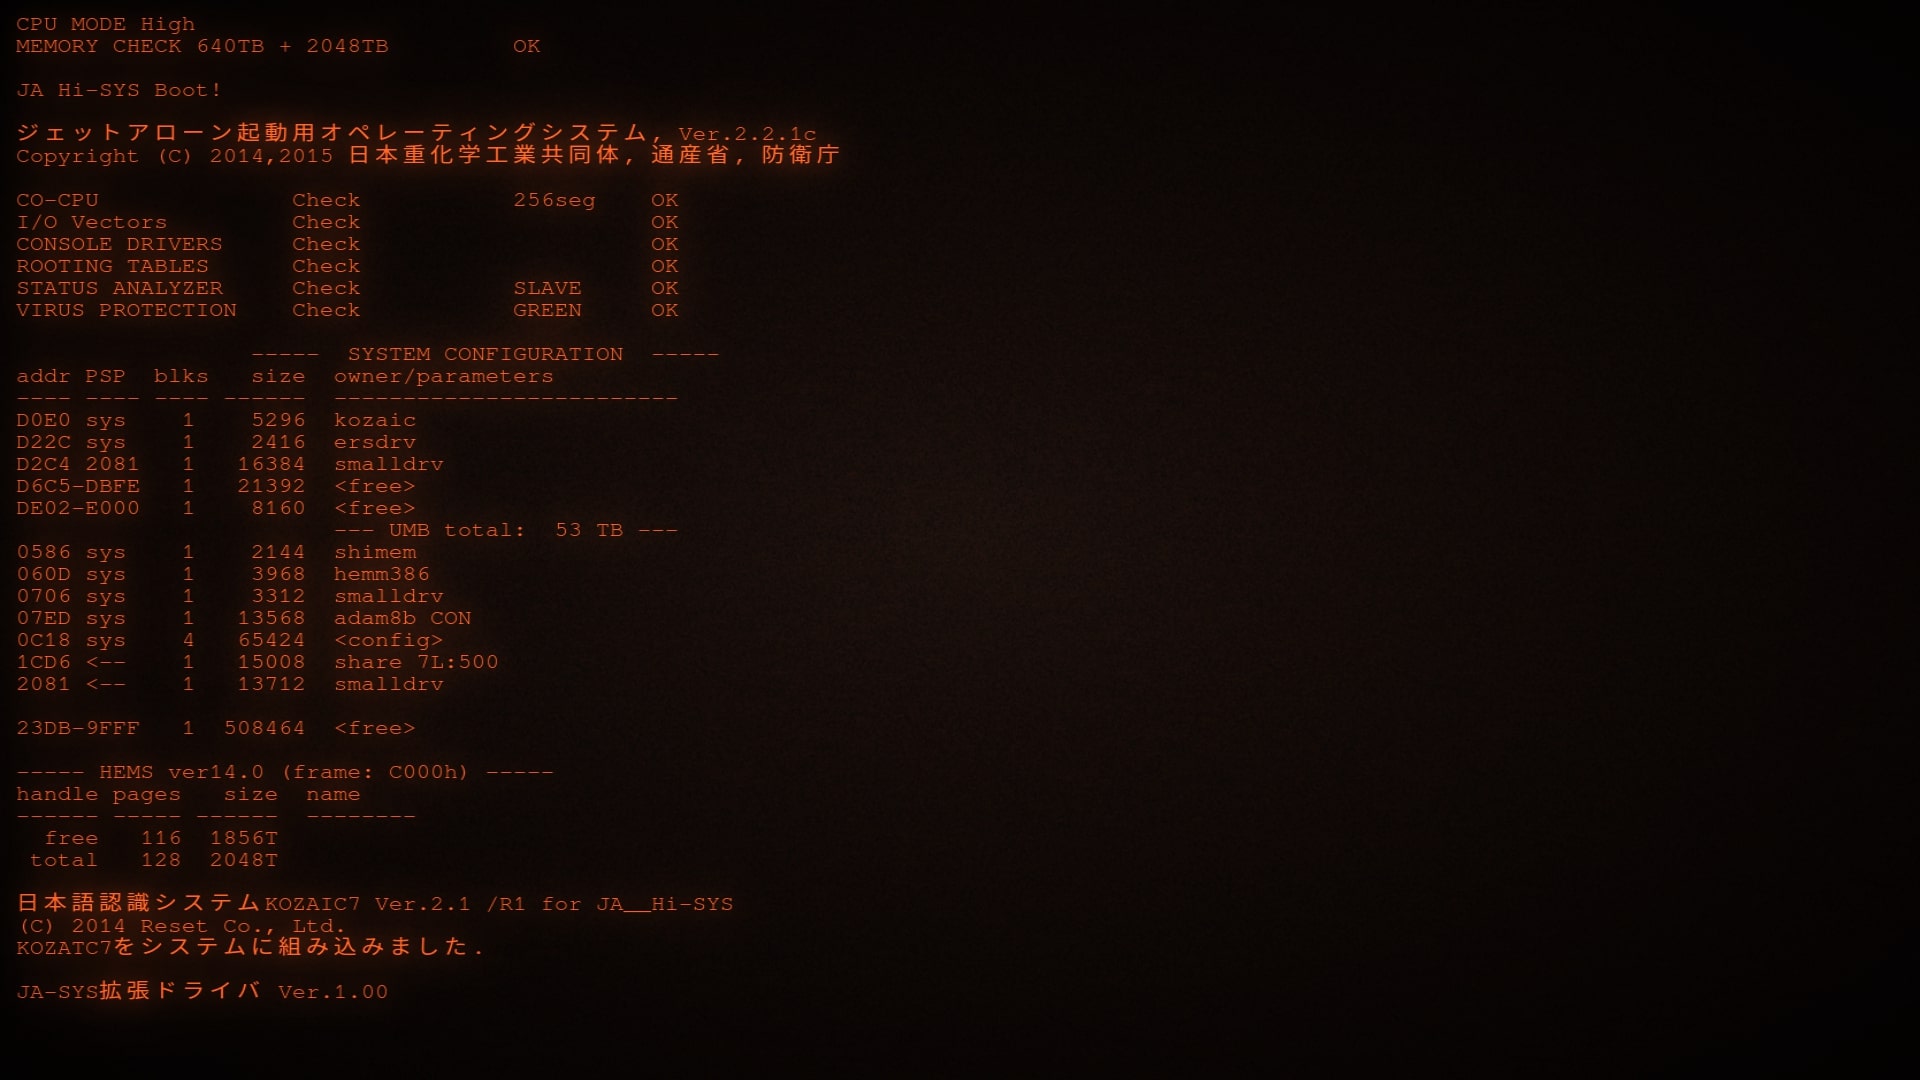 CPU MODE High
MEMORY CHECK 640TB + 2048TB         OK
JA Hi-SYS Boot!
ジェットアローン起動用オペレーティングシステム, Ver.2.2.1c
Copyright (C) 2014,2015 日本重化学工業共同体, 通産省, 防衛庁
CO-CPU              Check           256seg    OK
I/O Vectors         Check                     OK
CONSOLE DRIVERS     Check                     OK
ROOTING TABLES      Check                     OK
STATUS ANALYZER     Check           SLAVE     OK
VIRUS PROTECTION    Check           GREEN     OK
-----  SYSTEM CONFIGURATION  -----
addr PSP  blks   size  owner/parameters
---- ---- ---- ------  -------------------------
D0E0 sys    1    5296  kozaic
D22C sys    1    2416  ersdrv
D2C4 2081   1   16384  smalldrv
D6C5-DBFE   1   21392  <free>
DE02-E000   1    8160  <free>
--- UMB total:  53 TB ---
0586 sys    1    2144  shimem
060D sys    1    3968  hemm386
0706 sys    1    3312  smalldrv
07ED sys    1   13568  adam8b CON
0C18 sys    4   65424  <config>
1CD6 <--    1   15008  share 7L:500
2081 <--    1   13712  smalldrv
23DB-9FFF   1  508464  <free>
----- HEMS ver14.0 (frame: C000h) -----
handle pages   size  name
------ ----- ------  --------
free   116  1856T
total   128  2048T
日本語認識システムKOZAIC7 Ver.2.1 /R1 for JA__Hi-SYS
(C) 2014 Reset Co., Ltd.
KOZATC7をシステムに組み込みました.
JA-SYS拡張ドライバ Ver.1.00